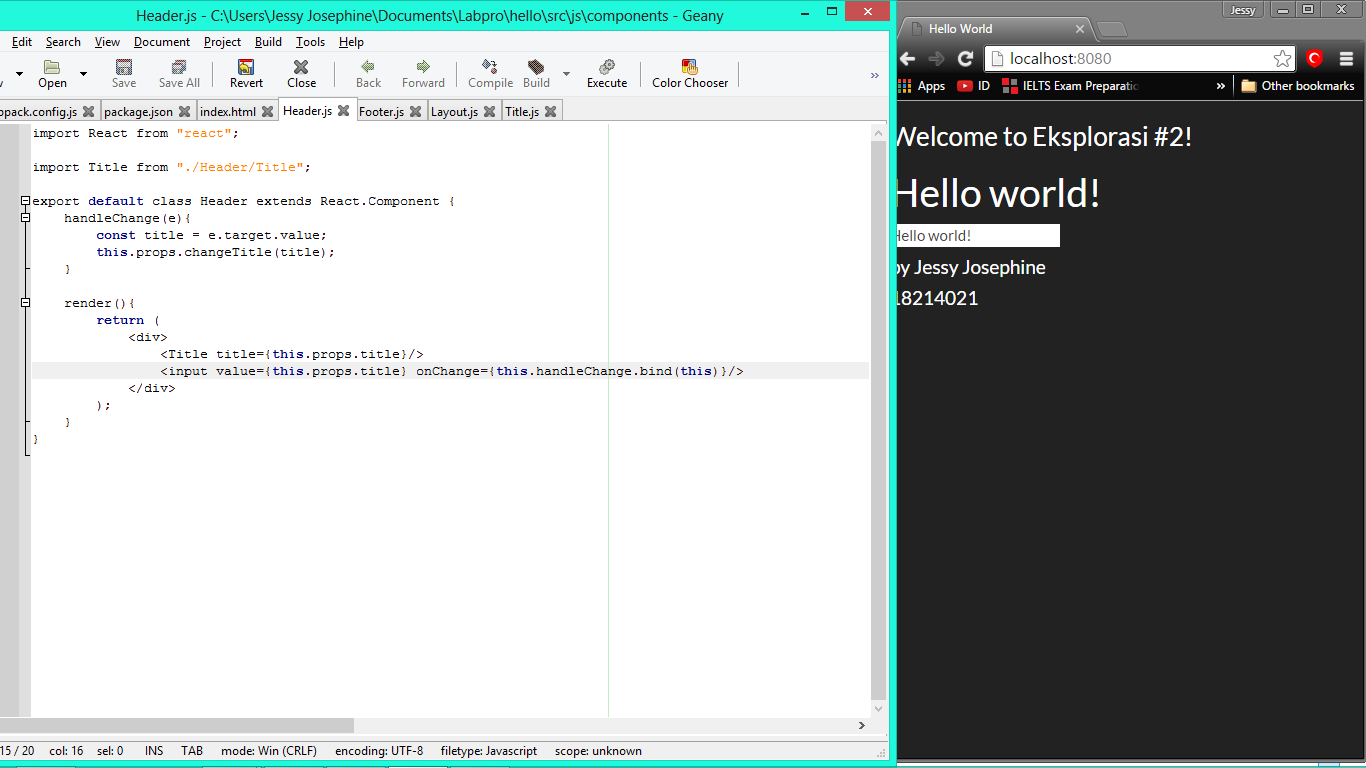 Header.js - C:\Users\Jessy Josephine\Documents\Labpro\hello\src\js\components - Geany
Edit Search View Document Project Build Tools Help
Open Save Save All Revert Close Back Forward Compile Build Execute Color Chooser »
pack.config.js package.json index.html Header.js Footer.js Layout.js Title.js
import React from "react";
import Title from "./Header/Title";
export default class Header extends React.Component {
handleChange(e){
const title = e.target.value;
this.props.changeTitle(title);
}
render(){
return (
<div>
<Title title={this.props.title}/>
<input value={this.props.title} onChange={this.handleChange.bind(this)}/>
</div>
);
}
}
15 / 20 col: 16 sel: 0 INS TAB mode: Win (CRLF) encoding: UTF-8 filetype: Javascript scope: unknown
Jessy
Hello World
localhost:8080
Apps ID IELTS Exam Preparatio » Other bookmarks
Welcome to Eksplorasi #2!
Hello world!
Hello world!
by Jessy Josephine
18214021